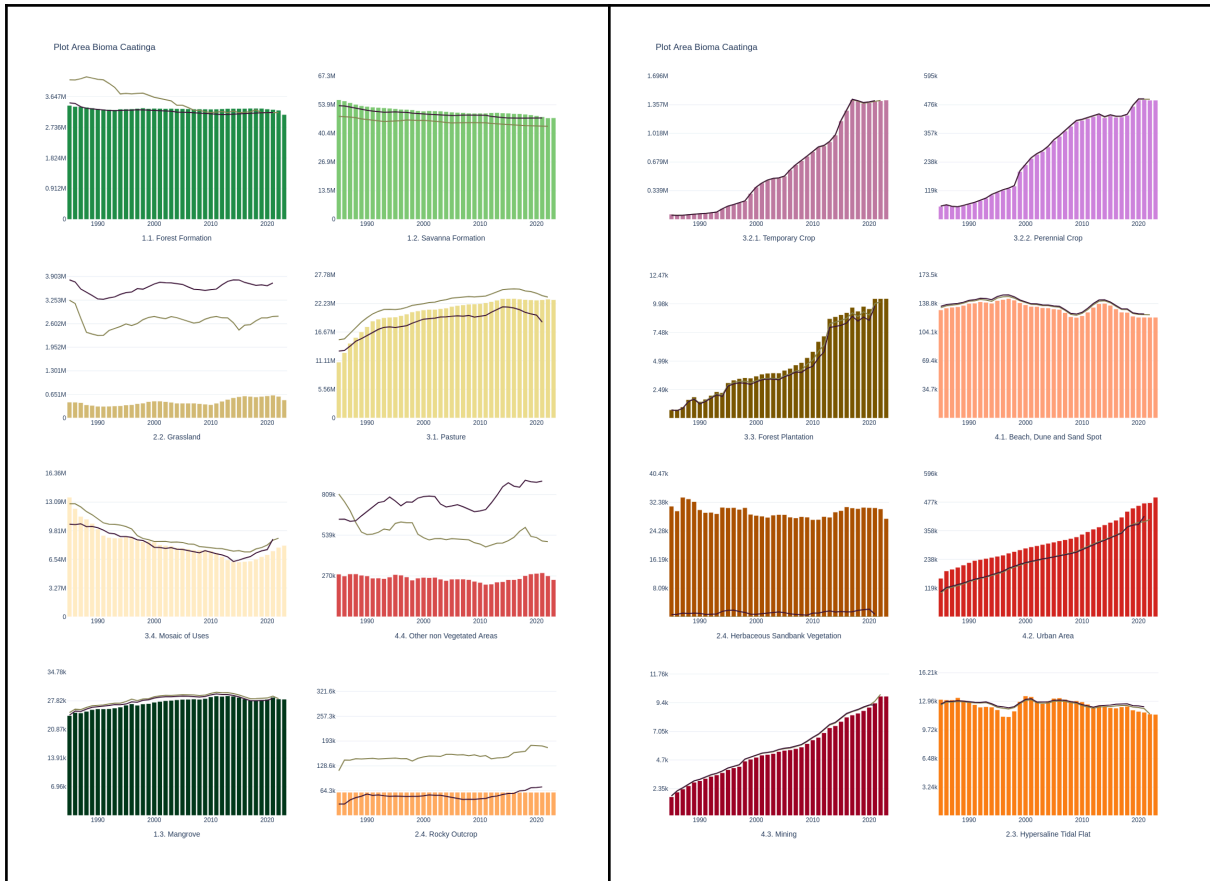 Plot Area Bioma Caatinga
3.647M
2.736M
1.824M
0.912M
0
1990
2000
2010
2020
1.1. Forest Formation
67.3M
53.9M
40.4M
26.9M
13.5M
0
1990
2000
2010
2020
1.2. Savanna Formation
3.903M
3.253M
2.602M
1.952M
1.301M
0.651M
0
1990
2000
2010
2020
2.2. Grassland
27.78M
22.23M
16.67M
11.11M
5.56M
0
1990
2000
2010
2020
3.1. Pasture
16.36M
13.09M
9.81M
6.54M
3.27M
0
1990
2000
2010
2020
3.4. Mosaic of Uses
809k
539k
270k
1990
2000
2010
2020
4.4. Other non Vegetated Areas
34.78k
27.82k
20.87k
13.91k
6.96k
1990
2000
2010
2020
1.3. Mangrove
321.6k
257.3k
193k
128.6k
64.3k
1990
2000
2010
2020
2.4. Rocky Outcrop
Plot Area Bioma Caatinga
1.696M
1.357M
1.018M
0.679M
0.339M
1990
2000
2010
2020
3.2.1. Temporary Crop
595k
476k
357k
238k
119k
1990
2000
2010
2020
3.2.2. Perennial Crop
12.47k
9.98k
7.48k
4.99k
2.49k
1990
2000
2010
2020
3.3. Forest Plantation
173.5k
138.8k
104.1k
69.4k
34.7k
1990
2000
2010
2020
4.1. Beach, Dune and Sand Spot
40.47k
32.38k
24.28k
16.19k
8.09k
1990
2000
2010
2020
2.4. Herbaceous Sandbank Vegetation
596k
477k
358k
238k
119k
1990
2000
2010
2020
4.2. Urban Area
11.76k
9.4k
7.05k
4.7k
2.35k
1990
2000
2010
2020
4.3. Mining
16.21k
12.96k
9.72k
6.48k
3.24k
1990
2000
2010
2020
2.3. Hypersaline Tidal Flat